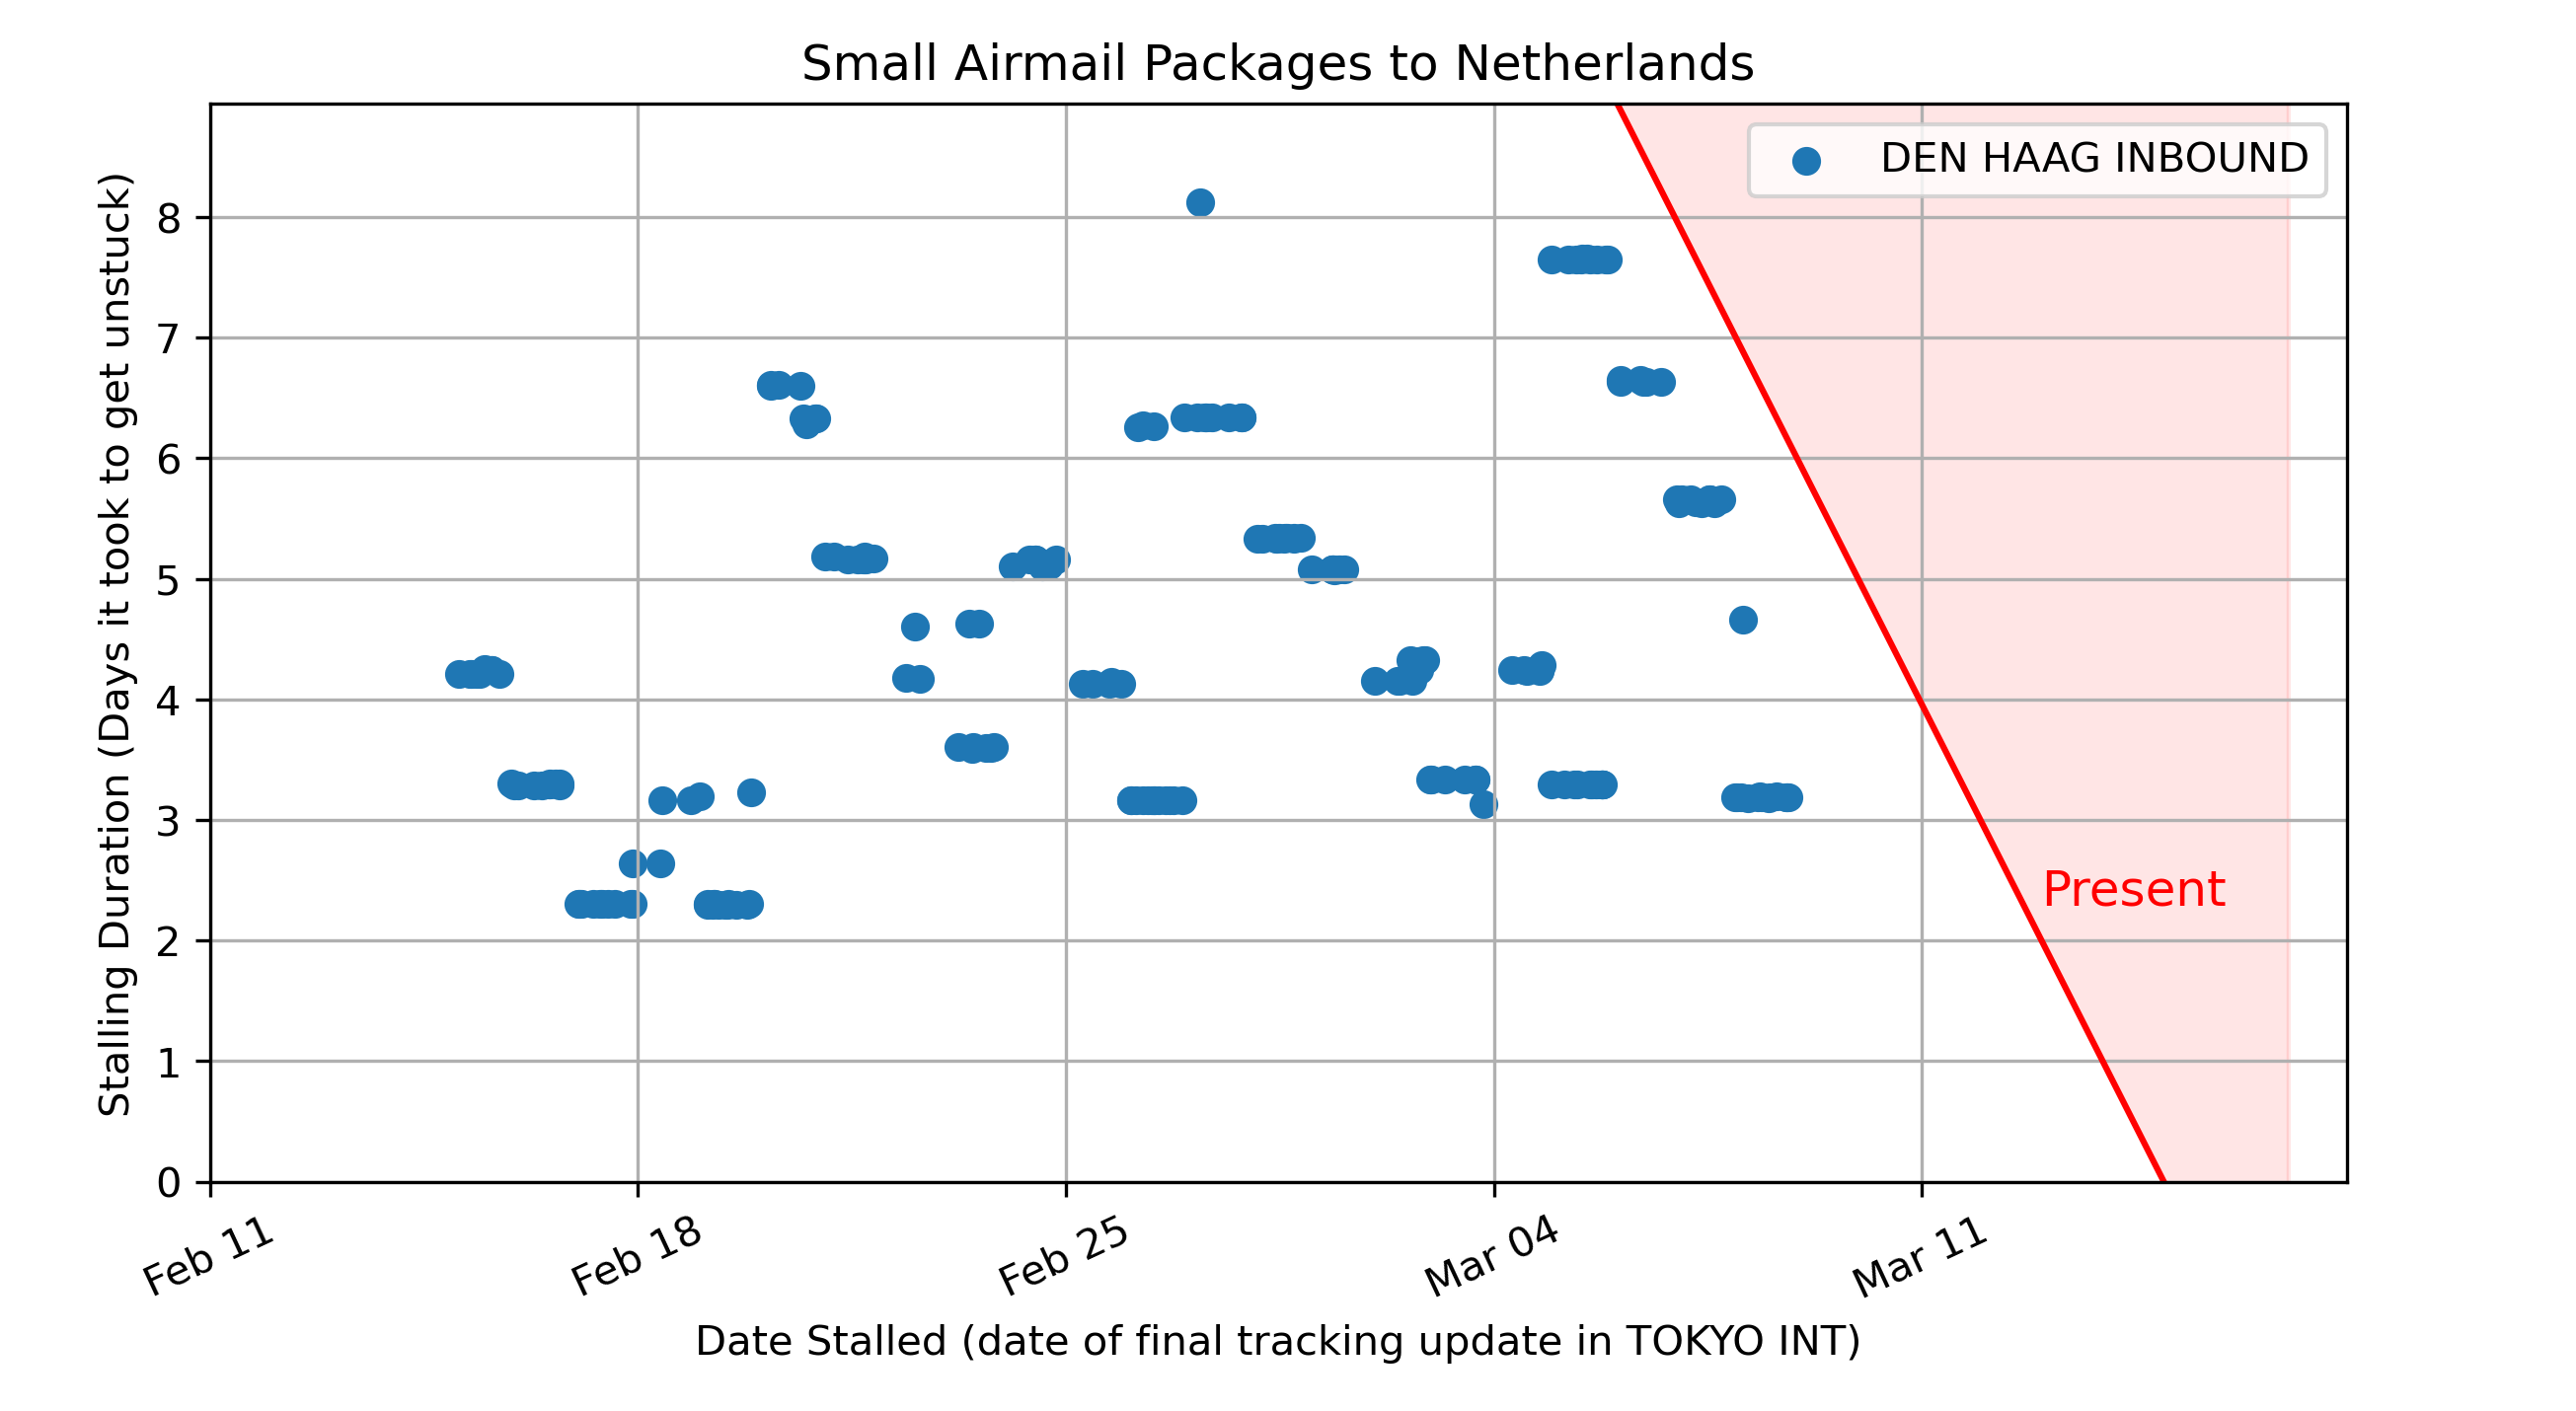 Small Airmail Packages to Netherlands
DEN HAAG INBOUND
Stalling Duration (Days it took to get unstuck)
8
7
6
5
4
3
2
1
0
Present
Feb 11
Feb 18
Feb 25
Mar 04
Mar 11
Date Stalled (date of final tracking update in TOKYO INT)